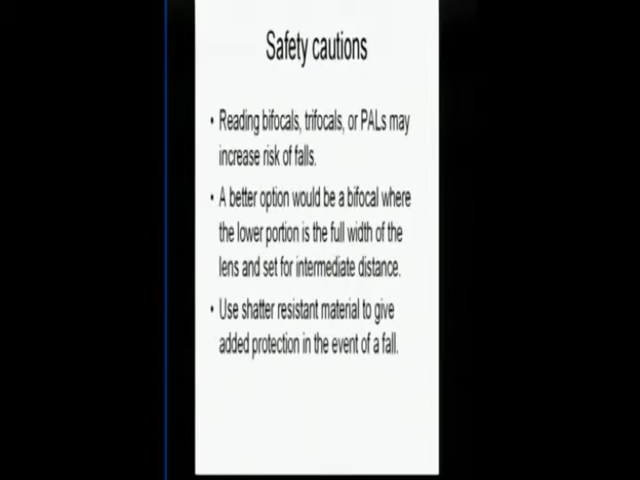 Safety cautions
• Reading bifocals, trifocals, or PALs may
increase risk of falls.
• A better option would be a bifocal where
the lower portion is the full width of the
lens and set for intermediate distance.
• Use shatter resistant material to give
added protection in the event of a fall.